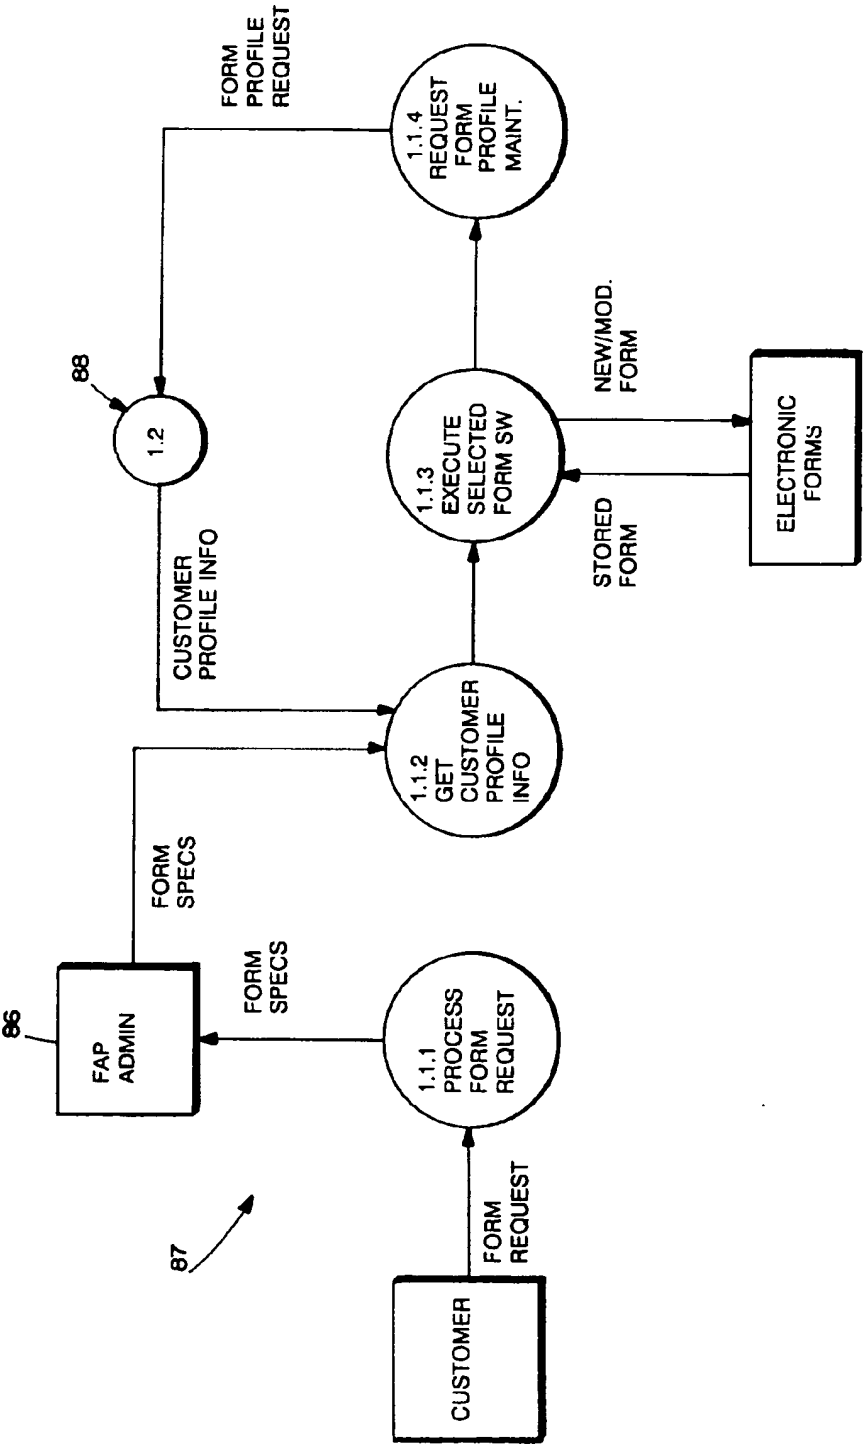 87
86
FAP
ADMIN
88
1.2
FORM
PROFILE
REQUEST
FORM
SPECS
CUSTOMER
PROFILE INFO
FORM
SPECS
CUSTOMER
FORM
REQUEST
1.1.1
PROCESS
FORM
REQUEST
1.1.2
GET
CUSTOMER
PROFILE
INFO
1.1.3
EXECUTE
SELECTED
FORM SW
1.1.4
REQUEST
FORM
PROFILE
MAINT.
STORED
FORM
NEW/MOD.
FORM
ELECTRONIC
FORMS